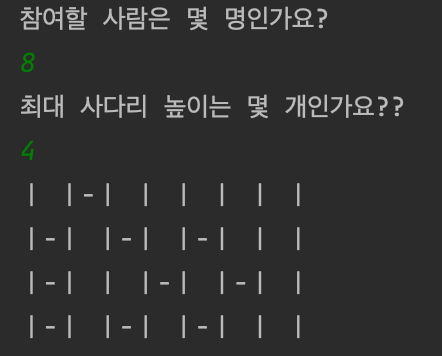 참여할 사람은 몇 명인가요?
8
최대 사다리 높이는 몇 개인가요??
4
| |-| | | | | |
|-| |-| |-| | |
|-| | |-| |-| |
|-| |-| |-| | |